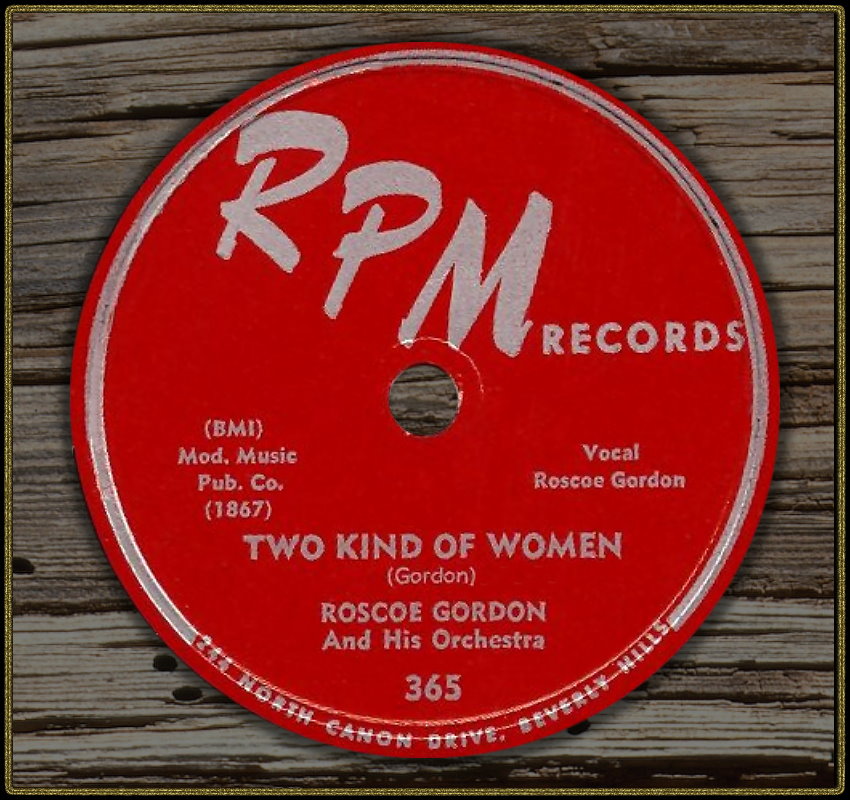 RPM
RECORDS
(BMI)
Mod. Music
Pub. Co.
(1867)
Vocal
Roscoe Gordon
TWO KIND OF WOMEN
(Gordon)
ROSCOE GORDON
And His Orchestra
365
NORTH CANON DRIVE, BEVERLY HILLS